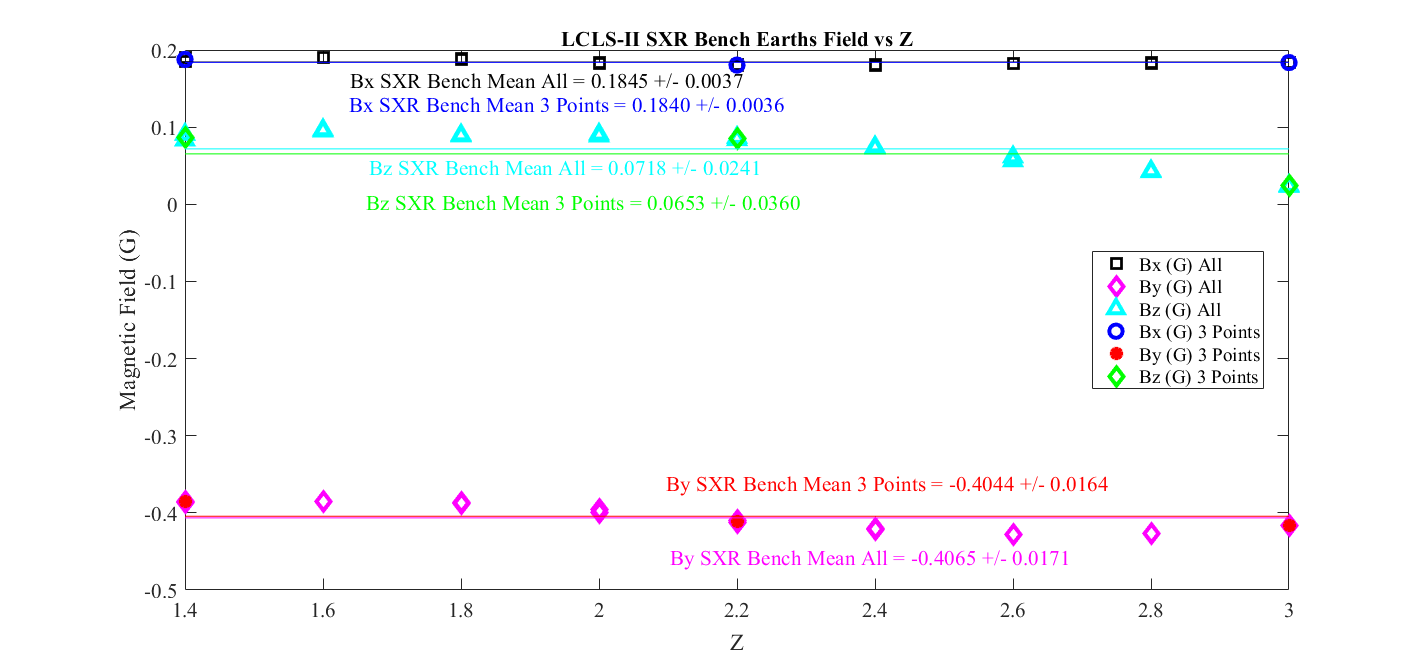 LCLS-II SXR Bench Earths Field vs Z
0.2
0.1
0
-0.1
-0.2
-0.3
-0.4
-0.5
Magnetic Field (G)
Bx SXR Bench Mean All = 0.1845 +/- 0.0037
Bx SXR Bench Mean 3 Points = 0.1840 +/- 0.0036
Bz SXR Bench Mean All = 0.0718 +/- 0.0241
Bz SXR Bench Mean 3 Points = 0.0653 +/- 0.0360
Bx (G) All
By (G) All
Bz (G) All
Bx (G) 3 Points
By (G) 3 Points
Bz (G) 3 Points
By SXR Bench Mean 3 Points = -0.4044 +/- 0.0164
By SXR Bench Mean All = -0.4065 +/- 0.0171
1.4 1.6 1.8 2 2.2 2.4 2.6 2.8 3
Z